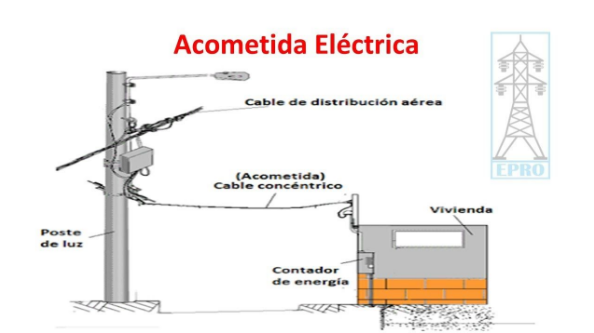 Acometida Eléctrica
Cable de distribución aérea
EPRO
(Acometida)
Cable concéntrico
Vivienda
Poste
de luz
Contador
de energía